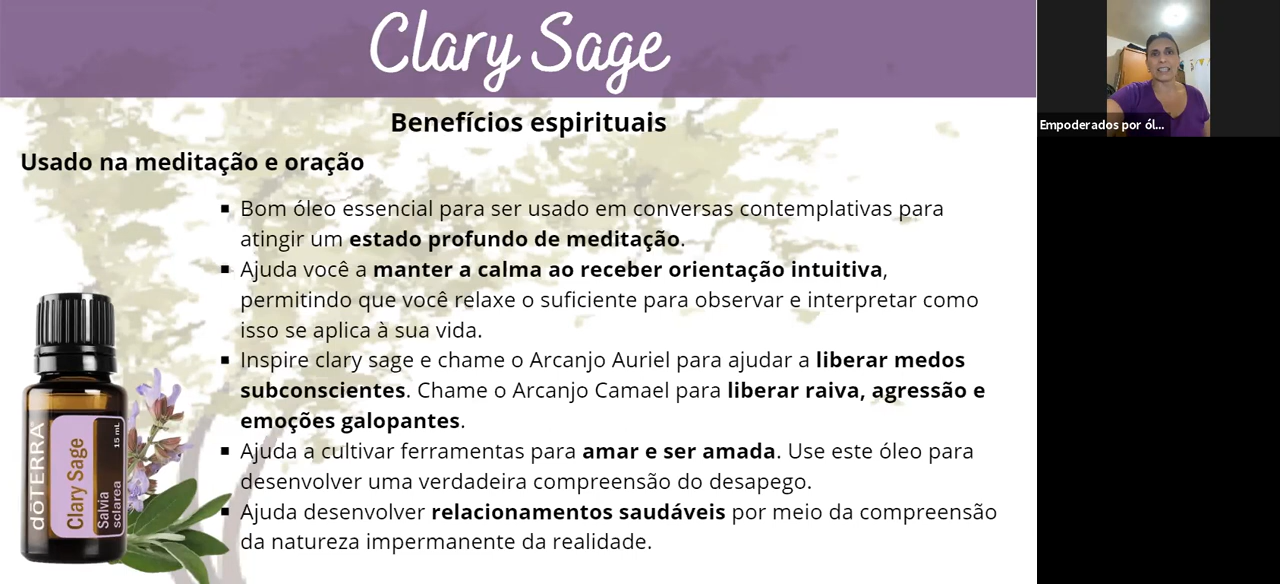 Clary Sage
Benefícios espirituais
Usado na meditação e oração
▪ Bom óleo essencial para ser usado em conversas contemplativas para
atingir um estado profundo de meditação.
▪ Ajuda você a manter a calma ao receber orientação intuitiva,
permitindo que você relaxe o suficiente para observar e interpretar como
isso se aplica à sua vida.
▪ Inspire clary sage e chame o Arcanjo Auriel para ajudar a liberar medos
subconscientes. Chame o Arcanjo Camael para liberar raiva, agressão e
emoções galopantes.
▪ Ajuda a cultivar ferramentas para amar e ser amada. Use este óleo para
desenvolver uma verdadeira compreensão do desapego.
▪ Ajuda desenvolver relacionamentos saudáveis por meio da compreensão
da natureza impermanente da realidade.
dōTERRA
Clary Sage
Salvia
sclarea
15 mL
Empoderados por ól...